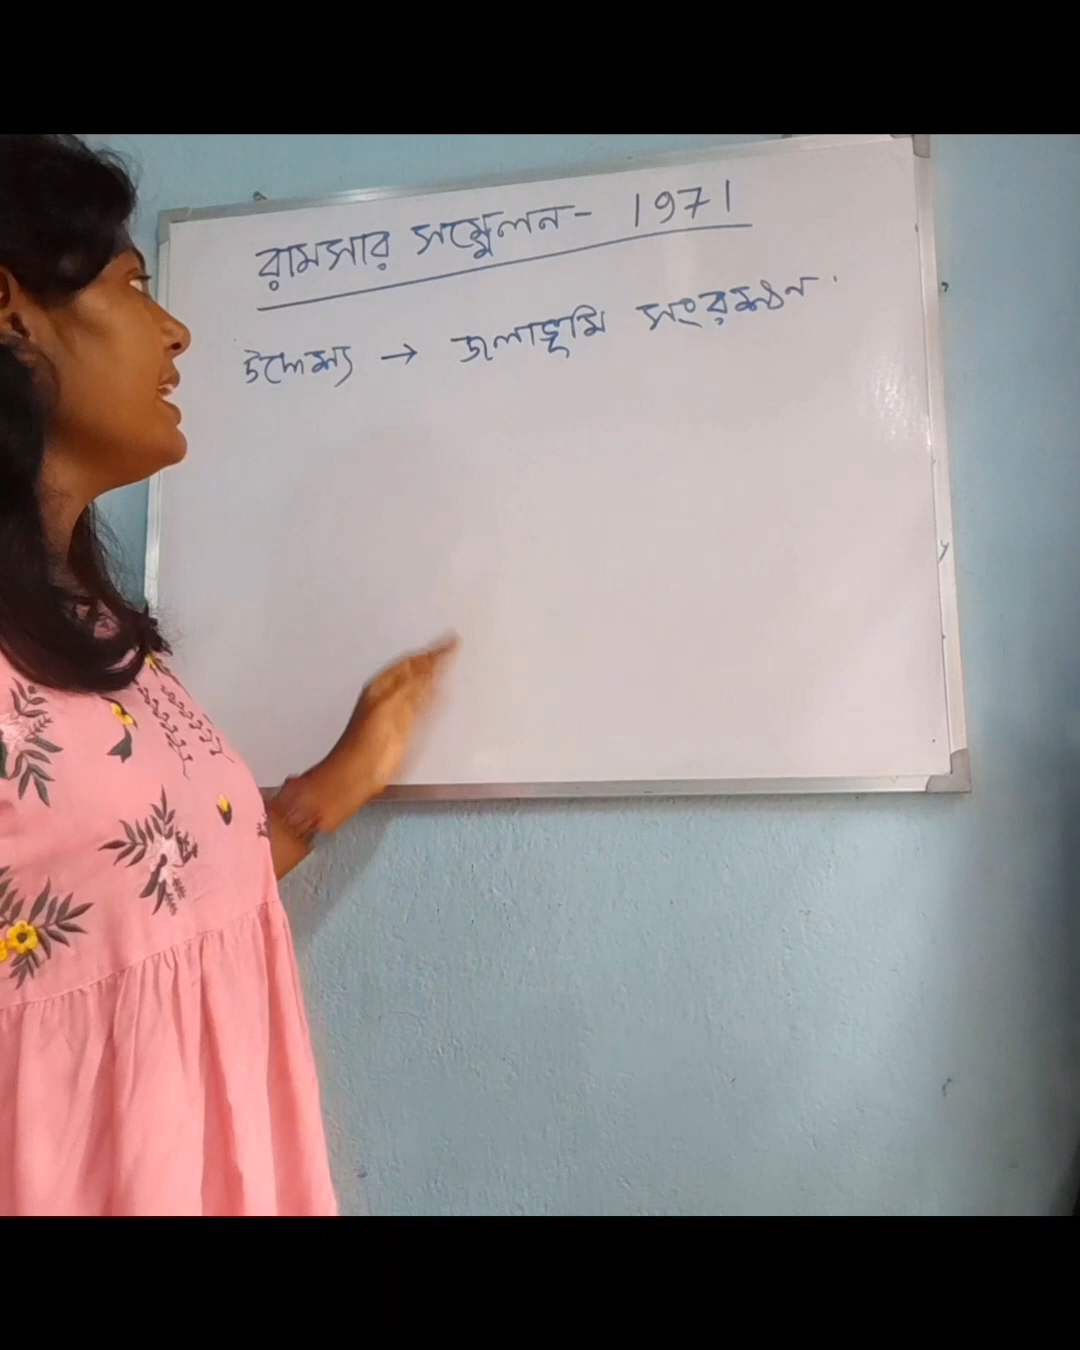 রামসার সম্মেলন - 1971
উদ্দেশ্য → জলাভূমি সংরক্ষণ.